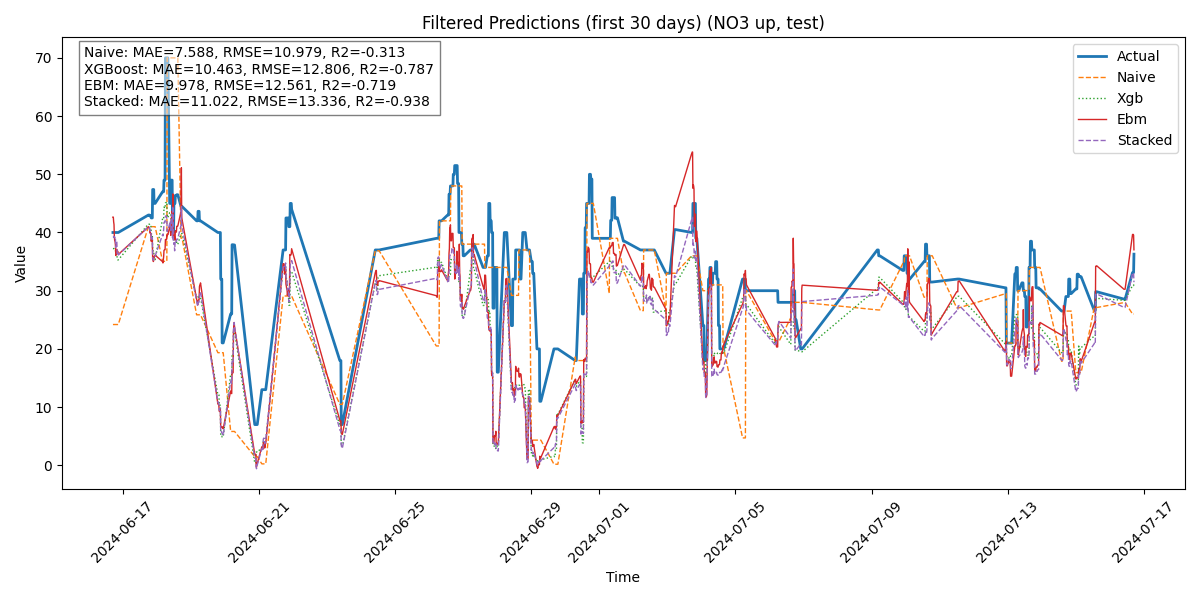 Filtered Predictions (first 30 days) (NO3 up, test)
Naive: MAE=7.588, RMSE=10.979, R2=-0.313
XGBoost: MAE=10.463, RMSE=12.806, R2=-0.787
EBM: MAE=9.978, RMSE=12.561, R2=-0.719
Stacked: MAE=11.022, RMSE=13.336, R2=-0.938
Actual
Naive
Xgb
Ebm
Stacked
Value
70
60
50
40
30
20
10
0
2024-06-17
2024-06-21
2024-06-25
2024-06-29
2024-07-01
2024-07-05
2024-07-09
2024-07-13
2024-07-17
Time